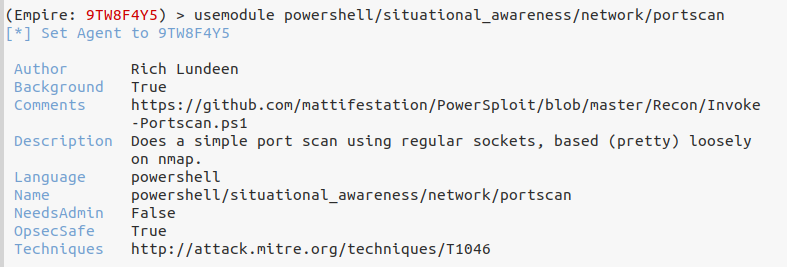 (Empire: 9TW8F4Y5) > usemodule powershell/situational_awareness/network/portscan
[*] Set Agent to 9TW8F4Y5
Author Rich Lundeen
Background True
Comments https://github.com/mattifestation/PowerSploit/blob/master/Recon/Invoke
-Portscan.ps1
Description Does a simple port scan using regular sockets, based (pretty) loosely
on nmap.
Language powershell
Name powershell/situational_awareness/network/portscan
NeedsAdmin False
OpsecSafe True
Techniques http://attack.mitre.org/techniques/T1046